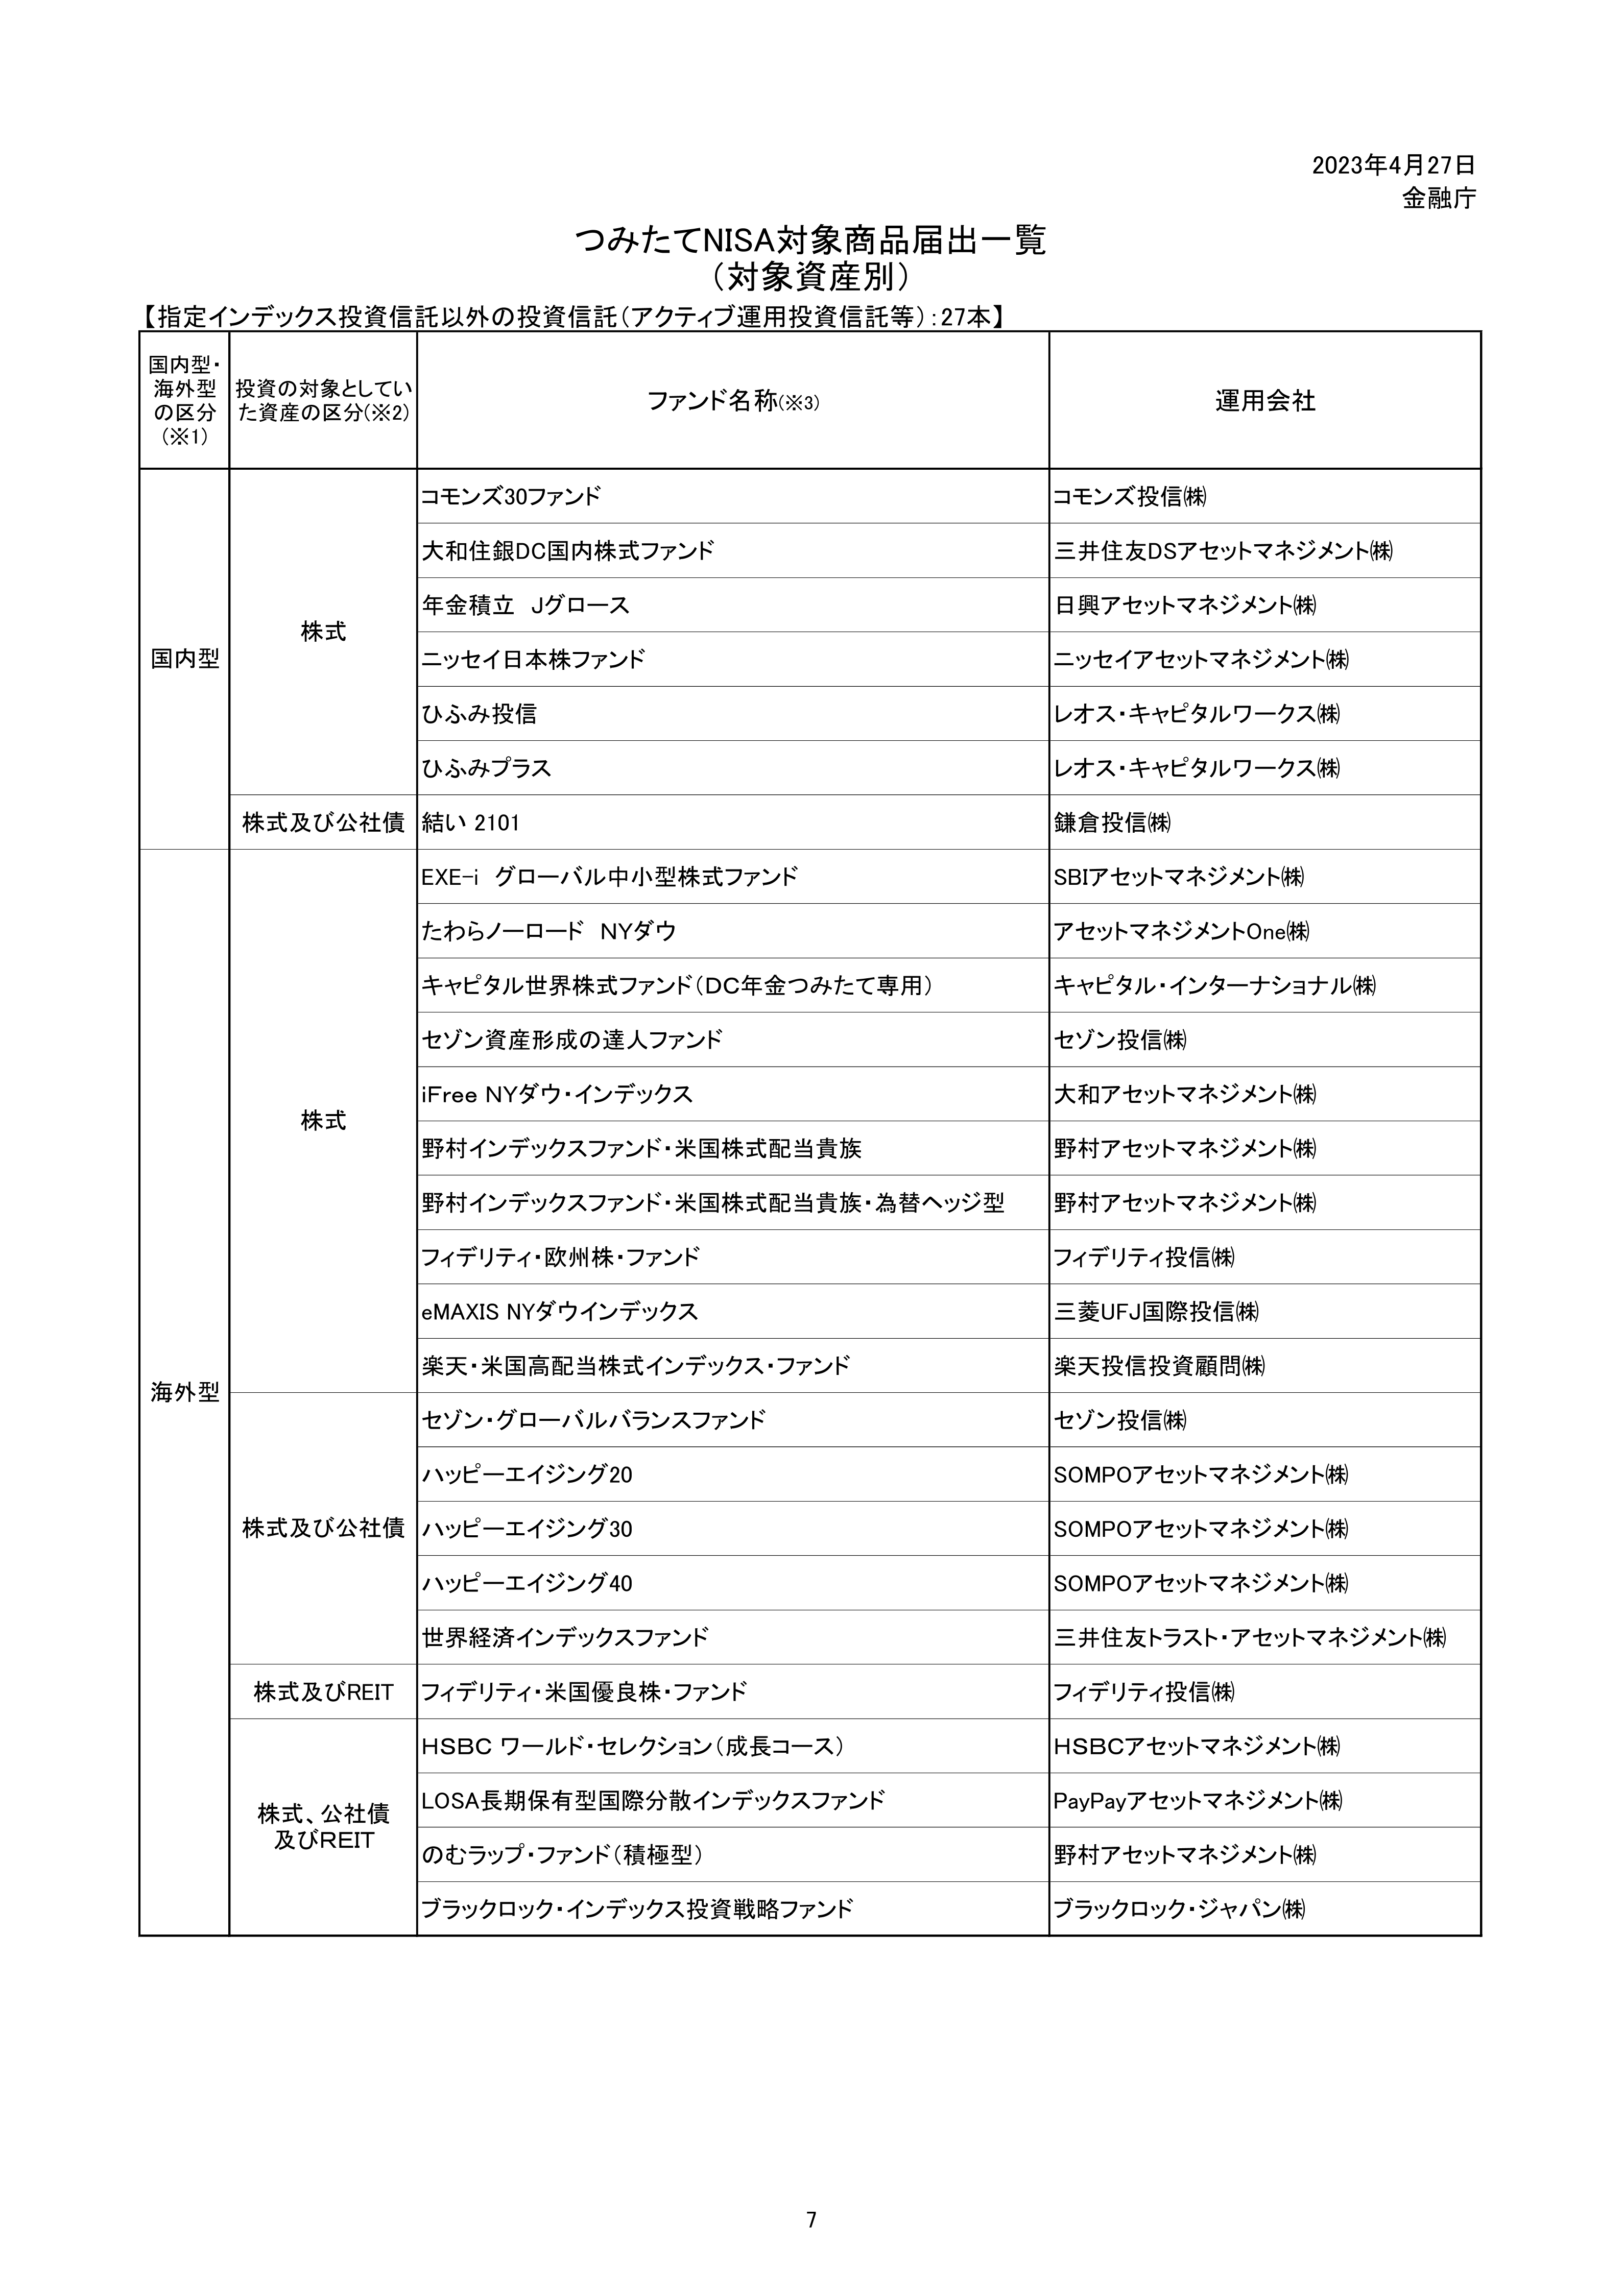 2023年4月27日
金融庁
つみたてNISA対象商品届出一覧
（対象資産別）
【指定インデックス投資信託以外の投資信託（アクティブ運用投資信託等）：27本】
国内型・
海外型
の区分
（※1）
投資の対象としてい
た資産の区分(※2)
ファンド名称(※3)
運用会社
国内型
株式
コモンズ30ファンド
コモンズ投信㈱
大和住銀DC国内株式ファンド
三井住友DSアセットマネジメント㈱
年金積立　Jグロース
日興アセットマネジメント㈱
ニッセイ日本株ファンド
ニッセイアセットマネジメント㈱
ひふみ投信
レオス・キャピタルワークス㈱
ひふみプラス
レオス・キャピタルワークス㈱
株式及び公社債
結い 2101
鎌倉投信㈱
海外型
株式
EXE-i　グローバル中小型株式ファンド
SBIアセットマネジメント㈱
たわらノーロード　NYダウ
アセットマネジメントOne㈱
キャピタル世界株式ファンド（DC年金つみたて専用）
キャピタル・インターナショナル㈱
セゾン資産形成の達人ファンド
セゾン投信㈱
iFree NYダウ・インデックス
大和アセットマネジメント㈱
野村インデックスファンド・米国株式配当貴族
野村アセットマネジメント㈱
野村インデックスファンド・米国株式配当貴族・為替ヘッジ型
野村アセットマネジメント㈱
フィデリティ・欧州株・ファンド
フィデリティ投信㈱
eMAXIS NYダウインデックス
三菱UFJ国際投信㈱
楽天・米国高配当株式インデックス・ファンド
楽天投信投資顧問㈱
株式及び公社債
セゾン・グローバルバランスファンド
セゾン投信㈱
ハッピーエイジング20
SOMPOアセットマネジメント㈱
ハッピーエイジング30
SOMPOアセットマネジメント㈱
ハッピーエイジング40
SOMPOアセットマネジメント㈱
世界経済インデックスファンド
三井住友トラスト・アセットマネジメント㈱
株式及びREIT
フィデリティ・米国優良株・ファンド
フィデリティ投信㈱
株式、公社債
及びREIT
HSBC ワールド・セレクション（成長コース）
HSBCアセットマネジメント㈱
LOSA長期保有型国際分散インデックスファンド
PayPayアセットマネジメント㈱
のむラップ・ファンド（積極型）
野村アセットマネジメント㈱
ブラックロック・インデックス投資戦略ファンド
ブラックロック・ジャパン㈱
7